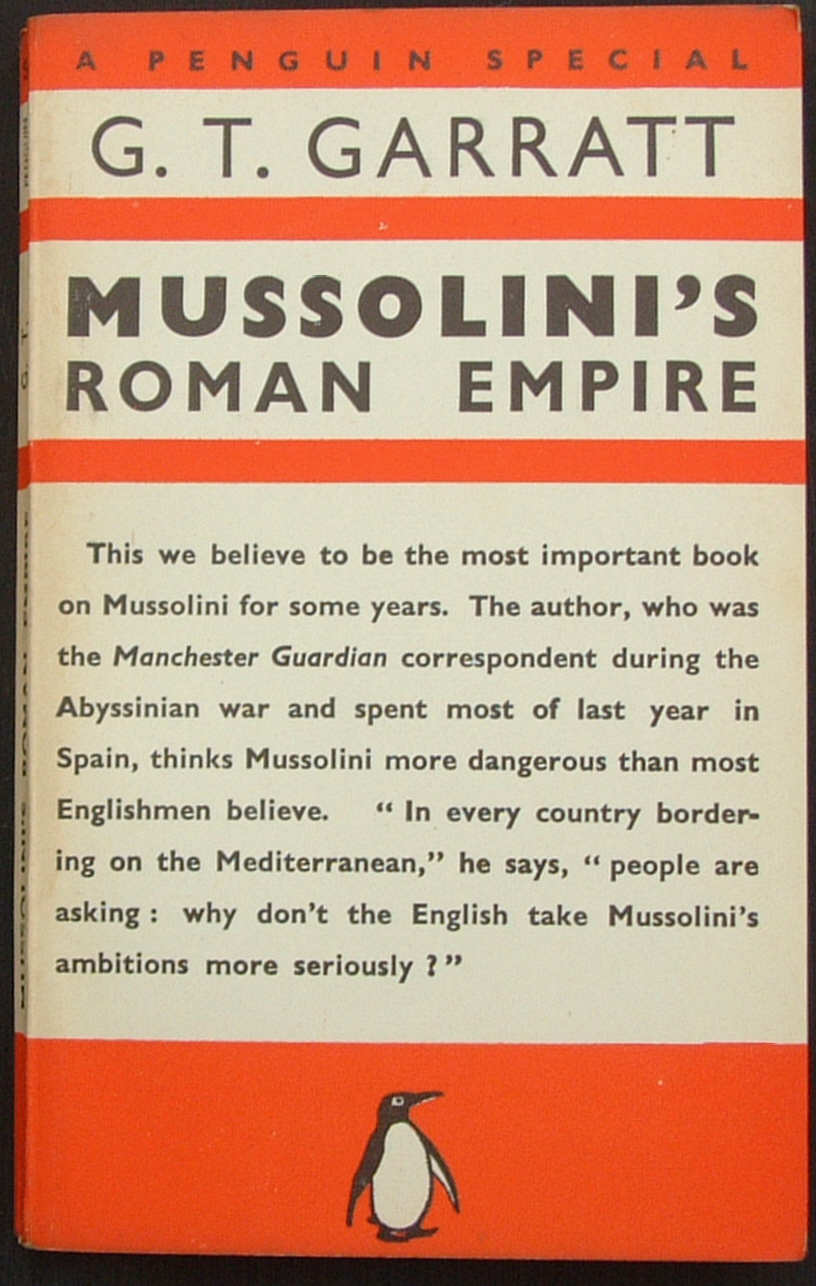 A PENGUIN SPECIAL
G. T. GARRATT
MUSSOLINI'S
ROMAN EMPIRE
This we believe to be the most important book
on Mussolini for some years. The author, who was
the Manchester Guardian correspondent during the
Abyssinian war and spent most of last year in
Spain, thinks Mussolini more dangerous than most
Englishmen believe. “ In every country border-
ing on the Mediterranean,” he says, “ people are
asking : why don't the English take Mussolini's
ambitions more seriously ? ”
G. T.
MUSSOLINI'S ROMAN EMPIRE